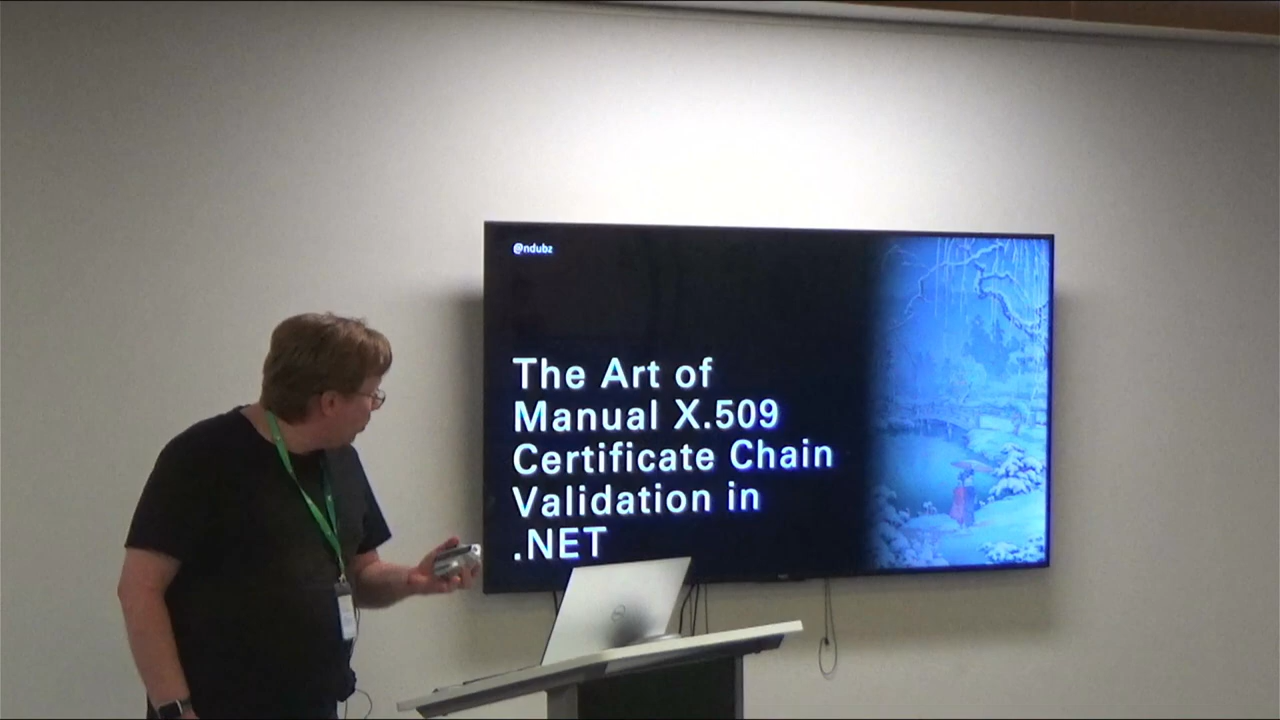 @ndubz
The Art of
Manual X.509
Certificate Chain
Validation in
.NET